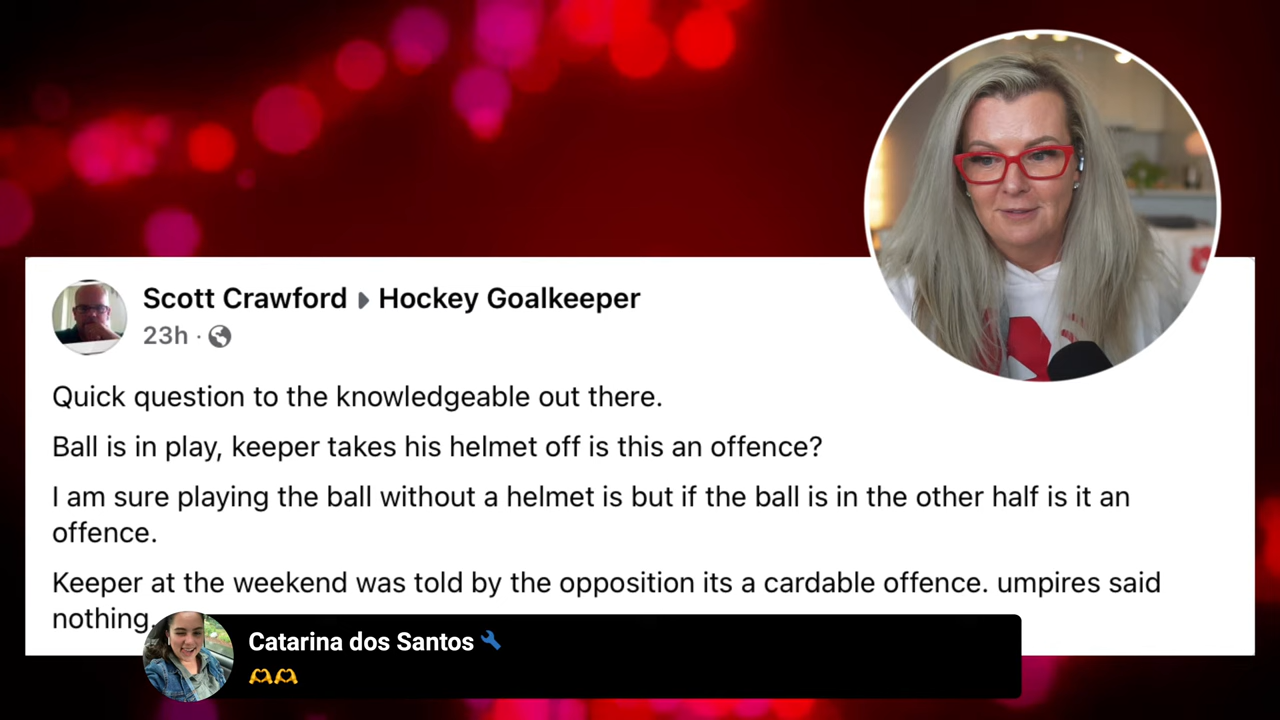 Scott Crawford Hockey Goalkeeper
23h ·
Quick question to the knowledgeable out there.
Ball is in play, keeper takes his helmet off is this an offence?
I am sure playing the ball without a helmet is but if the ball is in the other half is it an
offence.
Keeper at the weekend was told by the opposition its a cardable offence. umpires said
nothing.
Catarina dos Santos 🔧
🫶🫶